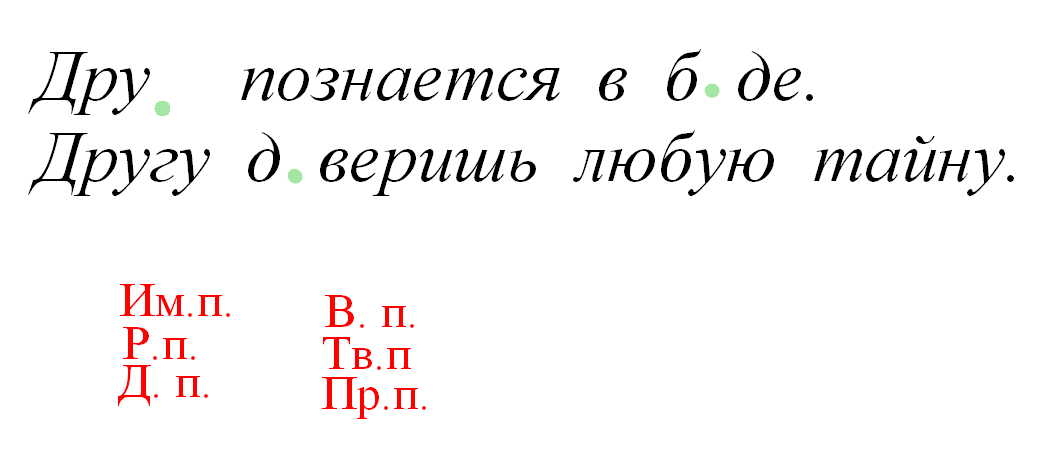 Дру. познается в б.де.
Другу д.веришь любую тайну.
Им.п.
Р.п.
Д. п.
В. п.
Тв.п
Пр.п.